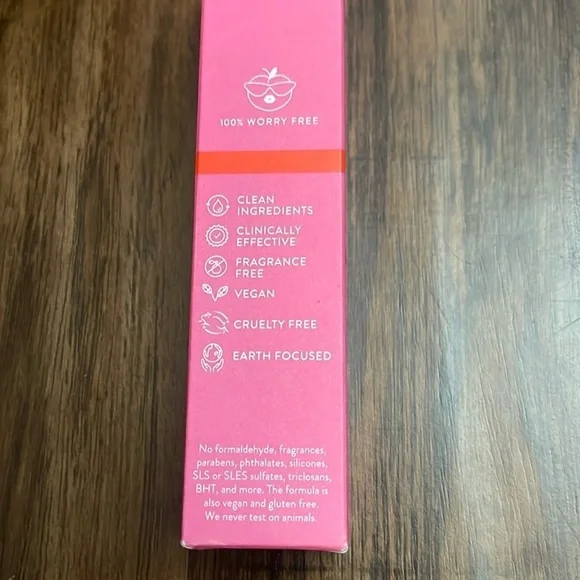 100% WORRY FREE
CLEAN
INGREDIENTS
CLINICALLY
EFFECTIVE
FRAGRANCE
FREE
VEGAN
CRUELTY FREE
EARTH FOCUSED
No formaldehyde, fragrances,
parabens, phthalates, silicones,
SLS or SLES sulfates, triclosans,
BHT, and more. The formula is
also vegan and gluten free.
We never test on animals.